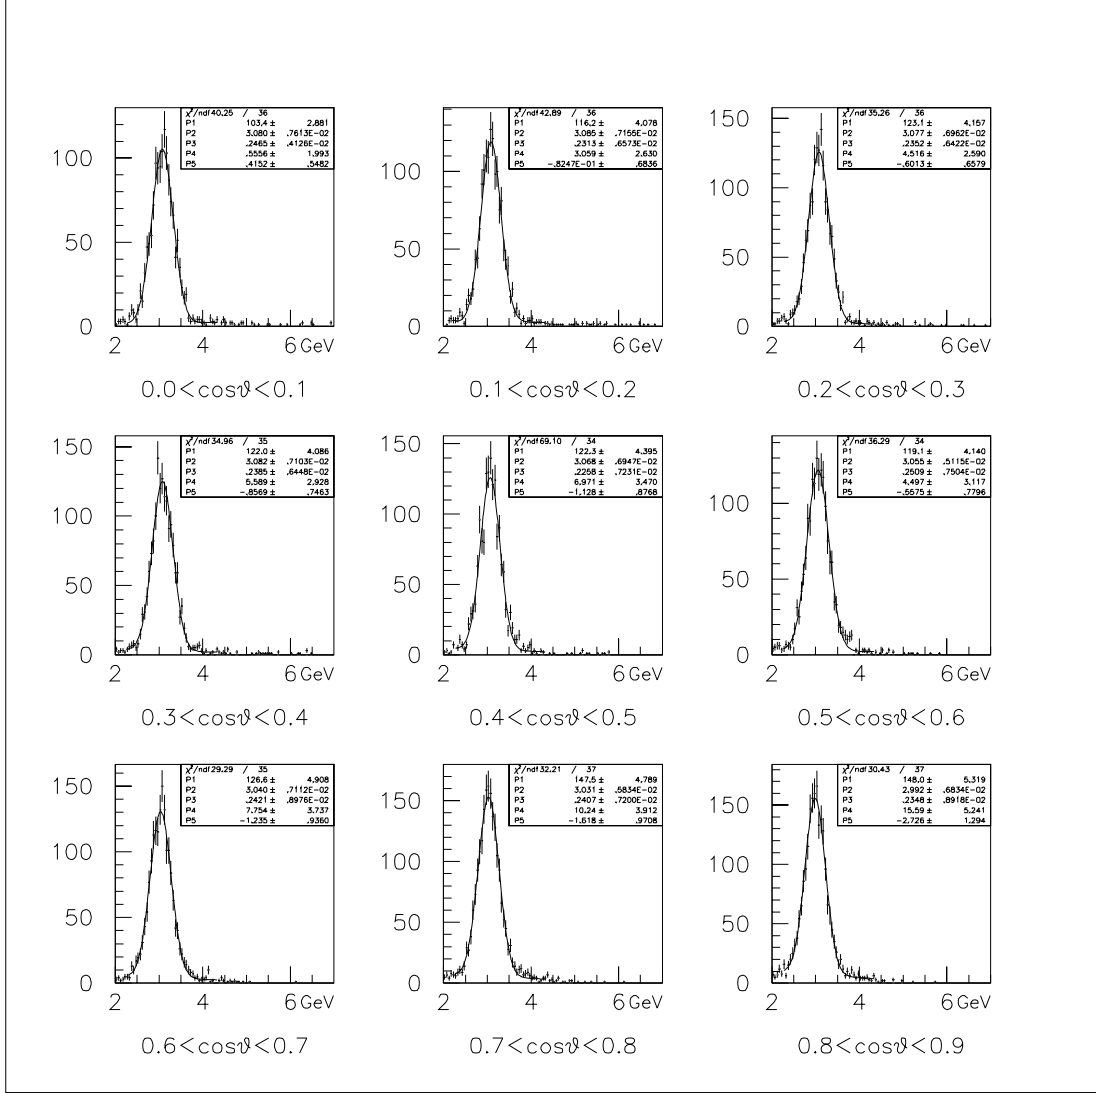 χ²/ndf 40.25 / 36
P1 103.4 ± 2.881
P2 3.080 ± .7613E-02
P3 .2465 ± .4126E-02
P4 .5556 ± 1.993
P5 .4152 ± .5482
100
50
0
2 4 6 GeV
0.0<cosϑ<0.1
χ²/ndf 42.89 / 36
P1 116.2 ± 4.078
P2 3.085 ± .7155E-02
P3 .2313 ± .6573E-02
P4 3.059 ± 2.630
P5 -.8247E-01 ± .6836
100
50
0
2 4 6 GeV
0.1<cosϑ<0.2
χ²/ndf 35.26 / 36
P1 123.1 ± 4.157
P2 3.077 ± .6962E-02
P3 .2352 ± .6422E-02
P4 4.516 ± 2.590
P5 -.6013 ± .6579
150
100
50
0
2 4 6 GeV
0.2<cosϑ<0.3
χ²/ndf 34.96 / 35
P1 122.0 ± 4.086
P2 3.082 ± .7103E-02
P3 .2385 ± .6448E-02
P4 5.589 ± 2.928
P5 -.8569 ± .7463
150
100
50
0
2 4 6 GeV
0.3<cosϑ<0.4
χ²/ndf 69.10 / 34
P1 122.3 ± 4.395
P2 3.068 ± .6947E-02
P3 .2258 ± .7231E-02
P4 6.971 ± 3.470
P5 -1.128 ± .8768
150
100
50
0
2 4 6 GeV
0.4<cosϑ<0.5
χ²/ndf 36.29 / 34
P1 119.1 ± 4.140
P2 3.055 ± .5115E-02
P3 .2509 ± .7504E-02
P4 4.497 ± 3.117
P5 -.5575 ± .7796
100
50
0
2 4 6 GeV
0.5<cosϑ<0.6
χ²/ndf 29.29 / 35
P1 126.6 ± 4.908
P2 3.040 ± .7112E-02
P3 .2421 ± .8976E-02
P4 7.754 ± 3.737
P5 -1.235 ± .9360
150
100
50
0
2 4 6 GeV
0.6<cosϑ<0.7
χ²/ndf 32.21 / 37
P1 147.5 ± 4.789
P2 3.031 ± .5834E-02
P3 .2407 ± .7200E-02
P4 10.24 ± 3.912
P5 -1.618 ± .9708
150
100
50
0
2 4 6 GeV
0.7<cosϑ<0.8
χ²/ndf 30.43 / 37
P1 148.0 ± 5.319
P2 2.992 ± .6834E-02
P3 .2348 ± .8918E-02
P4 15.59 ± 5.241
P5 -2.726 ± 1.294
150
100
50
0
2 4 6 GeV
0.8<cosϑ<0.9